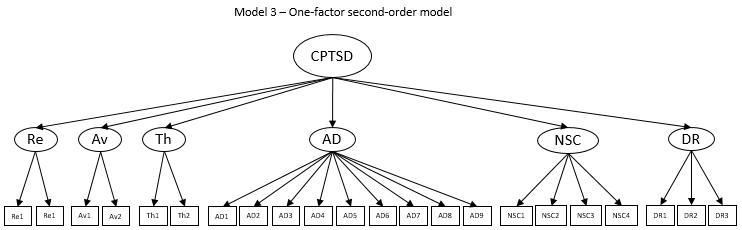 Model 3 – One-factor second-order model
CPTSD
Re Av Th AD NSC DR
Re1 Re1 Av1 Av2 Th1 Th2 AD1 AD2 AD3 AD4 AD5 AD6 AD7 AD8 AD9 NSC1 NSC2 NSC3 NSC4 DR1 DR2 DR3